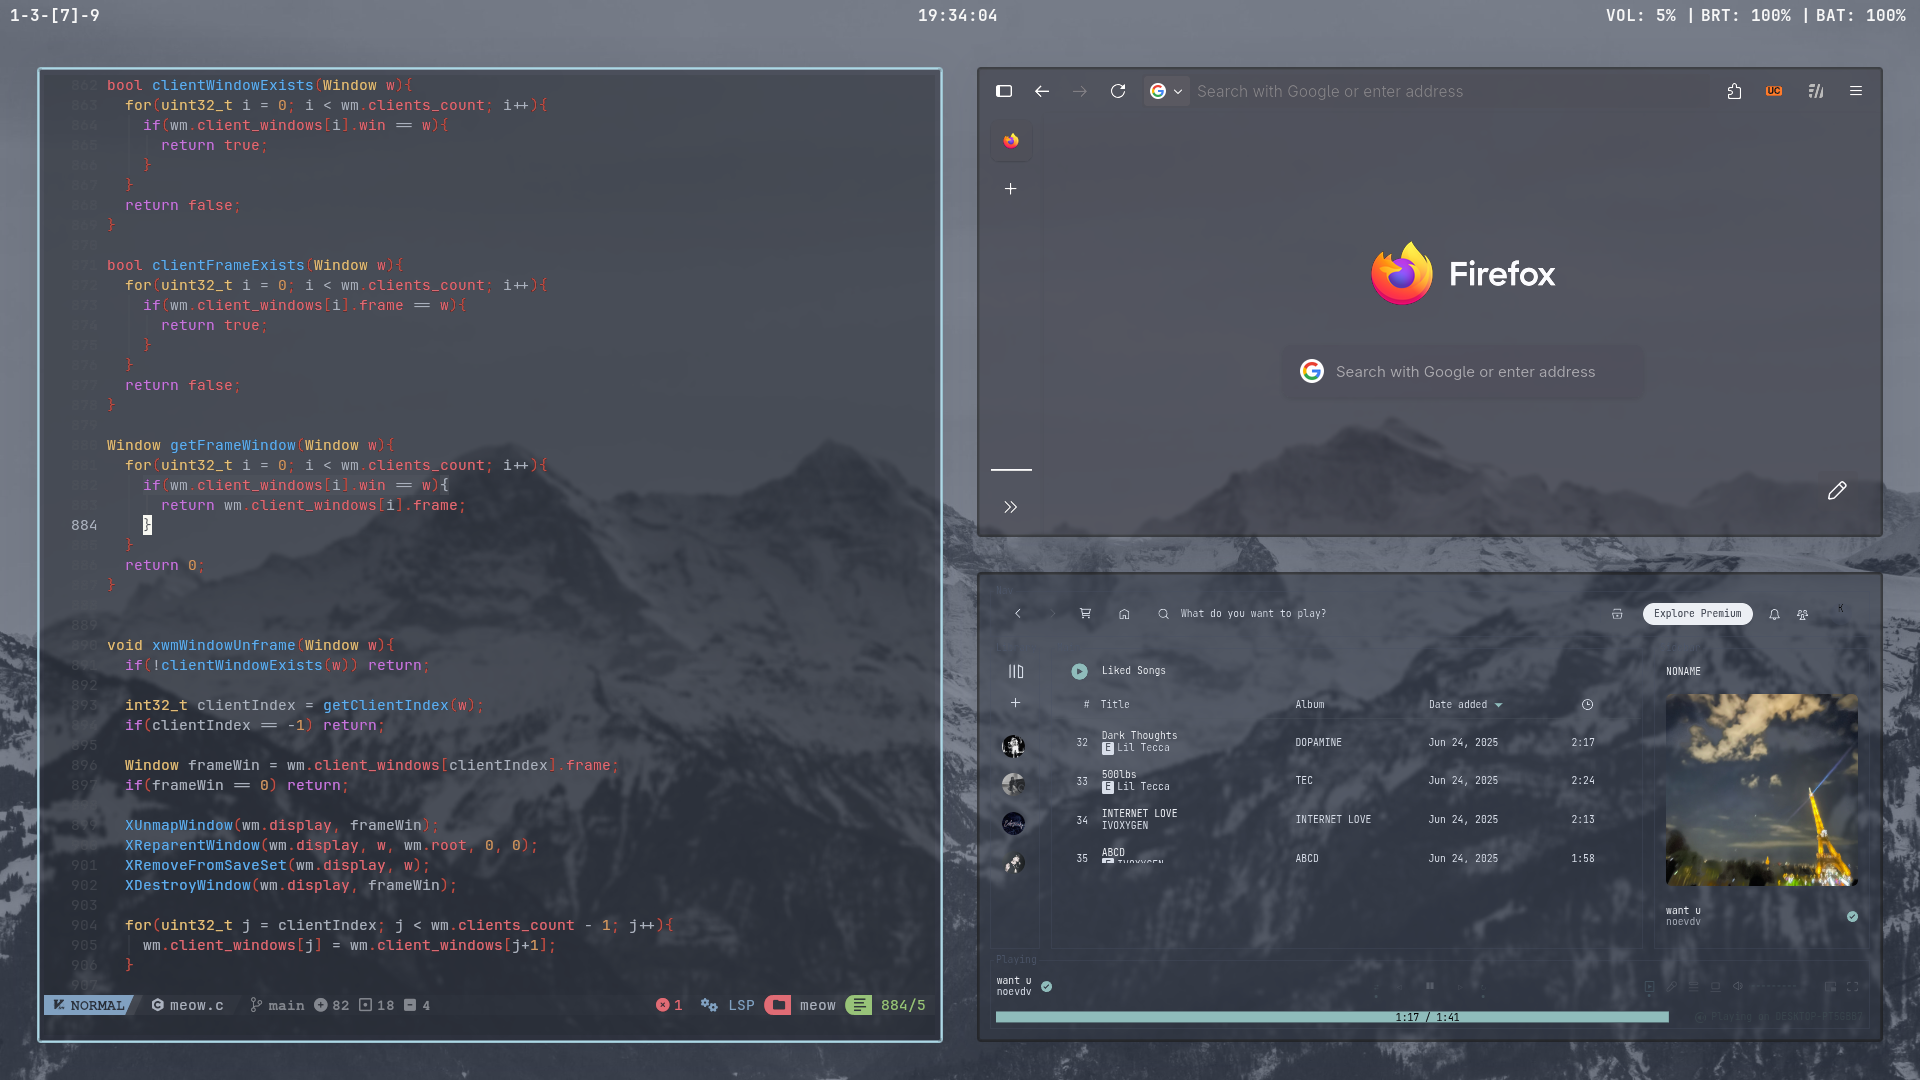 1-3-[7]-9
19:34:04
VOL: 5% | BRT: 100% | BAT: 100%
862 bool clientWindowExists(Window w){
863 for(uint32_t i = 0; i < wm.clients_count; i++){
864 if(wm.client_windows[i].win == w){
865 return true;
866 }
867 }
868 return false;
869 }
870
871 bool clientFrameExists(Window w){
872 for(uint32_t i = 0; i < wm.clients_count; i++){
873 if(wm.client_windows[i].frame == w){
874 return true;
875 }
876 }
877 return false;
878 }
879
880 Window getFrameWindow(Window w){
881 for(uint32_t i = 0; i < wm.clients_count; i++){
882 if(wm.client_windows[i].win == w){
883 return wm.client_windows[i].frame;
884 }
885 }
886 return 0;
887 }
888
889
890 void xwmWindowUnframe(Window w){
891 if(!clientWindowExists(w)) return;
892
893 int32_t clientIndex = getClientIndex(w);
894 if(clientIndex == -1) return;
895
896 Window frameWin = wm.client_windows[clientIndex].frame;
897 if(frameWin == 0) return;
898
899 XUnmapWindow(wm.display, frameWin);
900 XReparentWindow(wm.display, w, wm.root, 0, 0);
901 XRemoveFromSaveSet(wm.display, w);
902 XDestroyWindow(wm.display, frameWin);
903
904 for(uint32_t j = clientIndex; j < wm.clients_count - 1; j++){
905 wm.client_windows[j] = wm.client_windows[j+1];
906 }
907
NORMAL meow.c main 82 18 4 1 LSP meow 884/5
Search with Google or enter address
UC
Firefox
Search with Google or enter address
What do you want to play?
Explore Premium
K
Liked Songs
# Title Album Date added
32 Dark Thoughts DOPAMINE Jun 24, 2025 2:17
E Lil Tecca
33 500lbs TEC Jun 24, 2025 2:24
E Lil Tecca
34 INTERNET LOVE INTERNET LOVE Jun 24, 2025 2:13
IVOXYGEN
35 ABCD ABCD Jun 24, 2025 1:58
E IVOXYGEN
NONAME
want u
noevdv
Playing
want u
noevdv
1:17 / 1:41